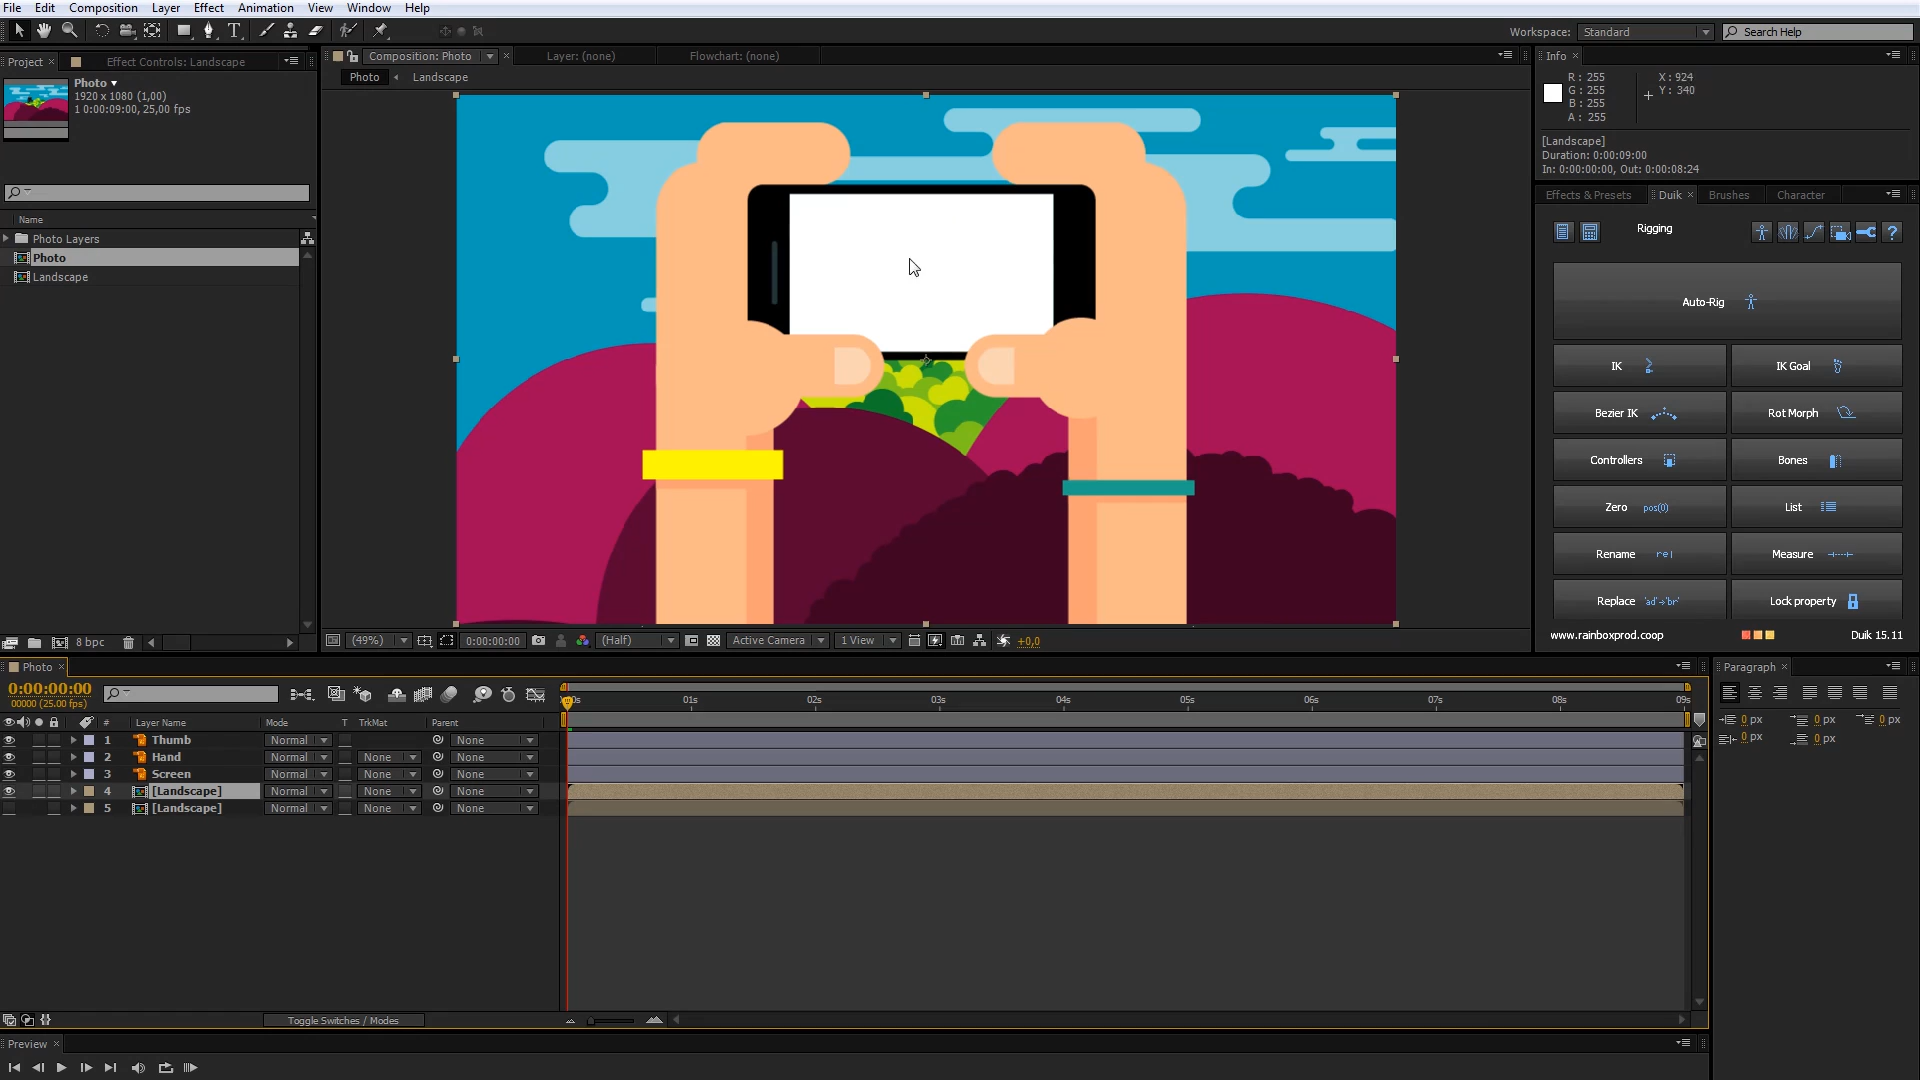 File Edit Composition Layer Effect Animation View Window Help
Workspace: Standard Search Help
Project Effect Controls: Landscape
Photo
1920 x 1080 (1,00)
1 0:00:09:00, 25,00 fps
Name
Photo Layers
Photo
Landscape
8 bpc
Composition: Photo Layer: (none) Flowchart: (none)
Photo Landscape
(49%) 0:00:00:00 (Half) Active Camera 1 View +0,0
Info
R: 255 X: 924
G: 255 Y: 340
B: 255
A: 255
[Landscape]
Duration: 0:00:09:00
In: 0:00:00:00, Out: 0:00:08:24
Effects & Presets Duik Brushes Character
Rigging ?
Auto-Rig
IK IK Goal
Bezier IK Rot Morph
Controllers Bones
Zero pos(0) List
Rename re| Measure
Replace 'ad'→'br' Lock property
www.rainboxprod.coop Duik 15.11
Photo
0:00:00:00
00000 (25.00 fps)
01s 02s 03s 04s 05s 06s 07s 08s 09s
# Layer Name Mode T TrkMat Parent
1 Thumb Normal None
2 Hand Normal None None
3 Screen Normal None None
4 [Landscape] Normal None None
5 [Landscape] Normal None None
Toggle Switches / Modes
Paragraph
0 px 0 px 0 px
0 px 0 px
Preview